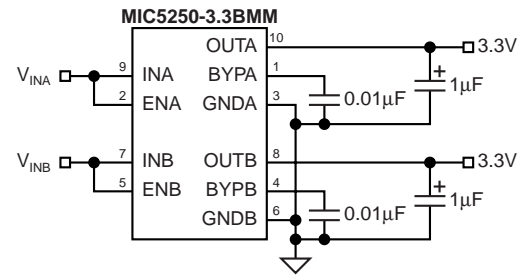 MIC5250-3.3BMM
OUTA 10 3.3V
V_INA 9 INA BYPA 1 0.01µF + 1µF
2 ENA GNDA 3
V_INB 7 INB OUTB 8 3.3V
5 ENB BYPB 4 0.01µF + 1µF
GNDB 6